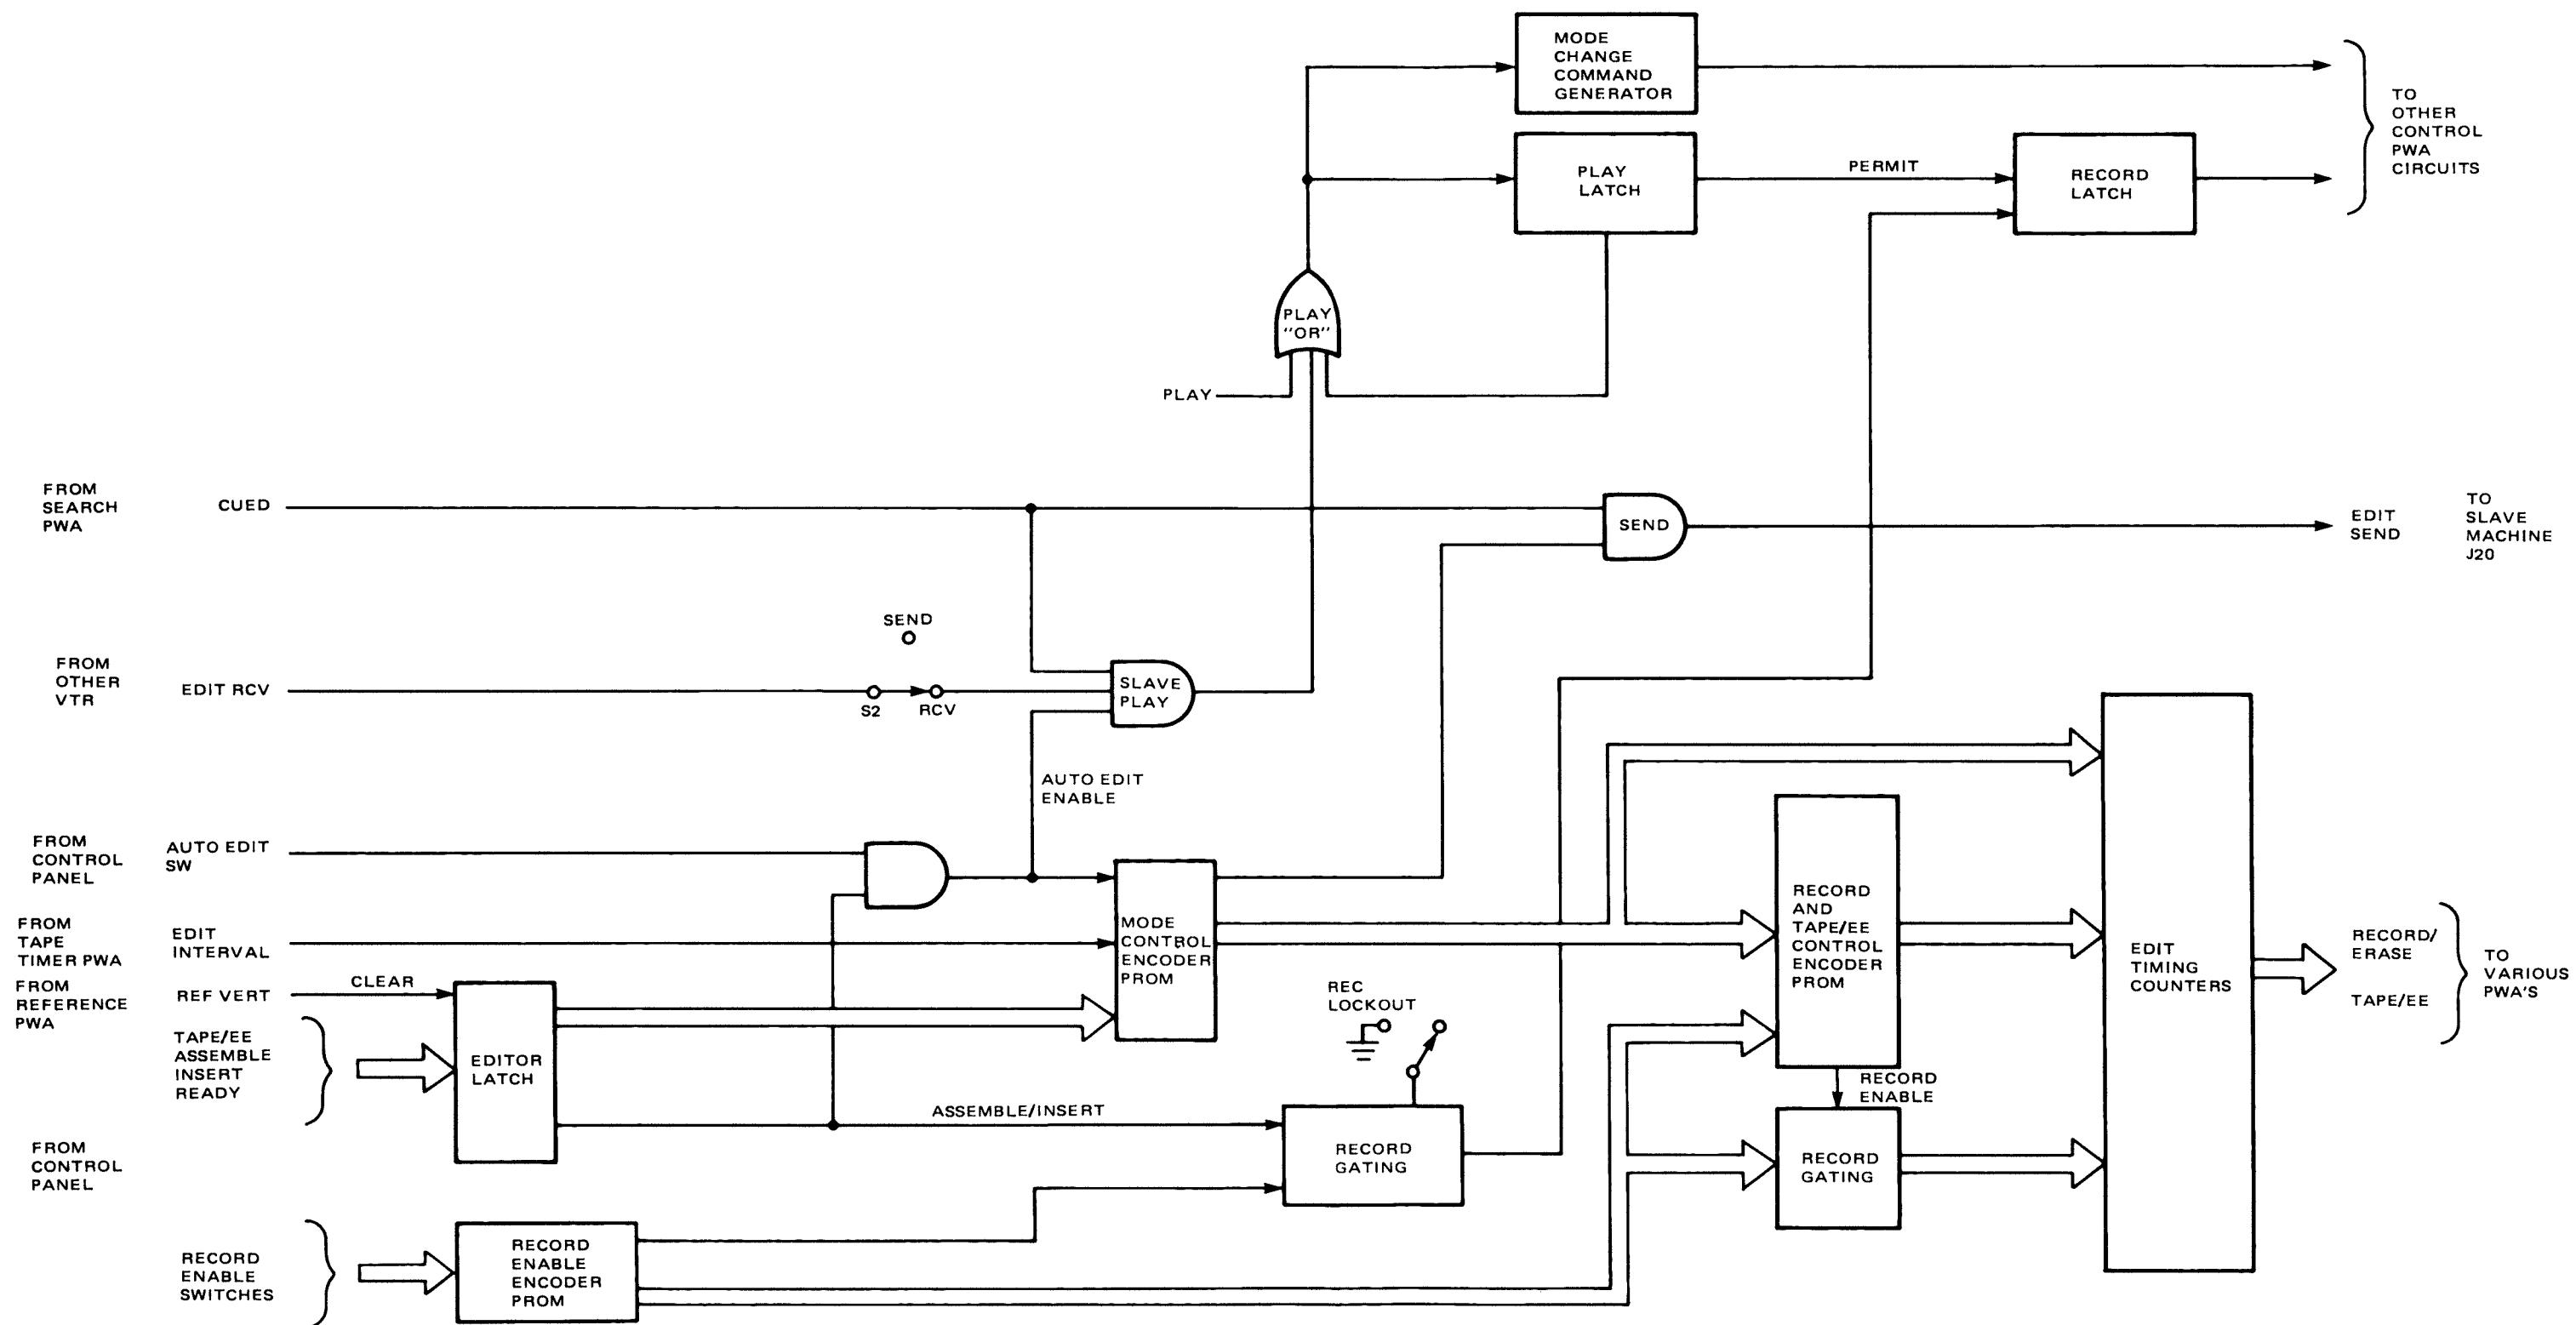 MODE
CHANGE
COMMAND
GENERATOR
TO
OTHER
CONTROL
PWA
CIRCUITS
PLAY
LATCH
PERMIT
RECORD
LATCH
PLAY
"OR"
PLAY
FROM
SEARCH
PWA
CUED
SEND
EDIT
SEND
TO
SLAVE
MACHINE
J20
SEND
FROM
OTHER
VTR
EDIT RCV
S2
RCV
SLAVE
PLAY
AUTO EDIT
ENABLE
FROM
CONTROL
PANEL
AUTO EDIT
SW
FROM
TAPE
TIMER PWA
EDIT
INTERVAL
MODE
CONTROL
ENCODER
PROM
RECORD
AND
TAPE/EE
CONTROL
ENCODER
PROM
EDIT
TIMING
COUNTERS
RECORD/
ERASE
TAPE/EE
TO
VARIOUS
PWA'S
FROM
REFERENCE
PWA
REF VERT
CLEAR
TAPE/EE
ASSEMBLE
INSERT
READY
EDITOR
LATCH
REC
LOCKOUT
RECORD
ENABLE
ASSEMBLE/INSERT
FROM
CONTROL
PANEL
RECORD
GATING
RECORD
GATING
RECORD
ENABLE
SWITCHES
RECORD
ENABLE
ENCODER
PROM